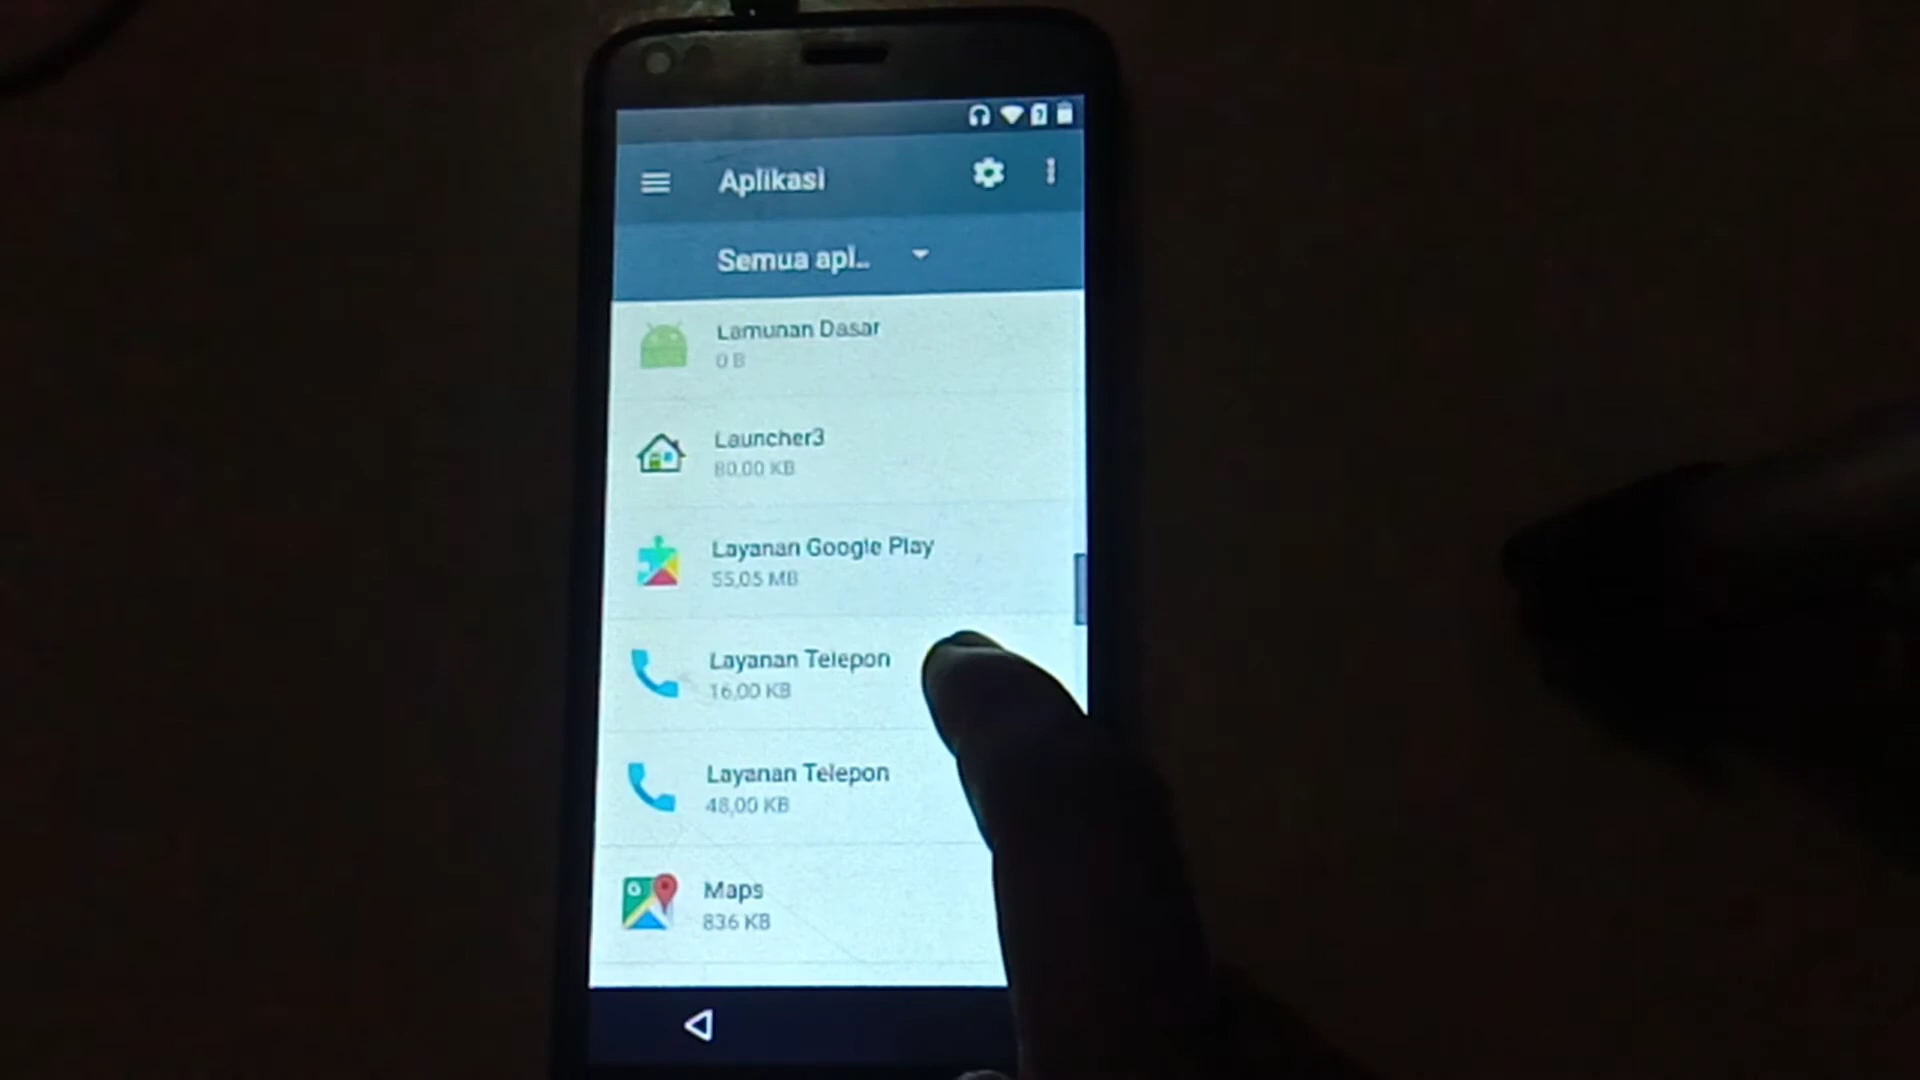 Aplikasi
Semua apl..
Lamunan Dasar
0 B
Launcher3
80,00 KB
Layanan Google Play
55,05 MB
Layanan Telepon
16,00 KB
Layanan Telepon
48,00 KB
Maps
836 KB